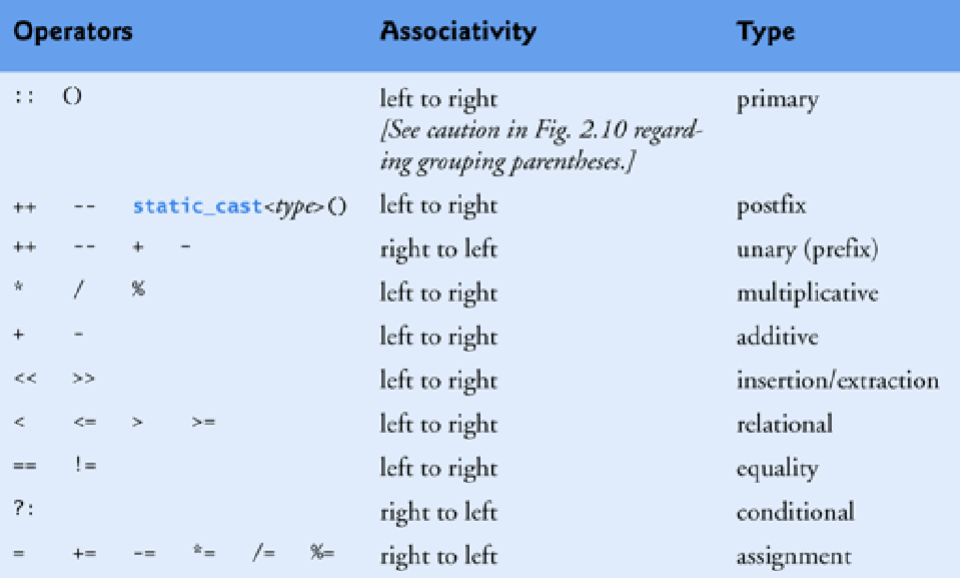 Operators Associativity Type
:: () left to right primary
[See caution in Fig. 2.10 regard-
ing grouping parentheses.]
++ -- static_cast<type>() left to right postfix
++ -- + - right to left unary (prefix)
* / % left to right multiplicative
+ - left to right additive
<< >> left to right insertion/extraction
< <= > >= left to right relational
== != left to right equality
?: right to left conditional
= += -= *= /= %= right to left assignment